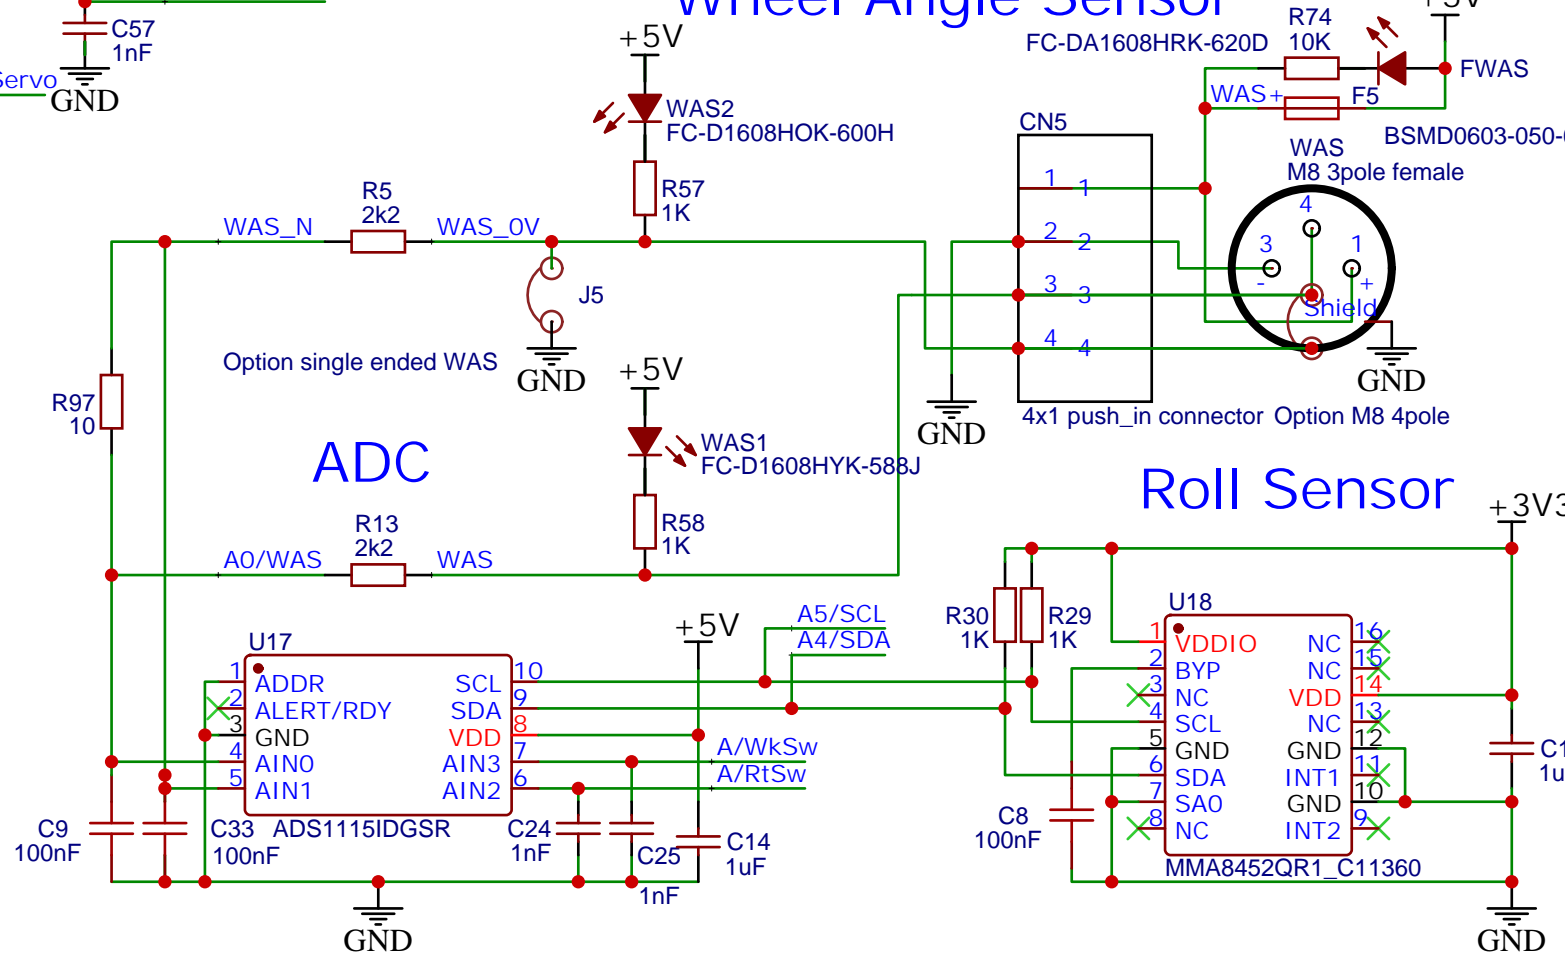 Wheel Angle Sensor
C57
1nF
GND
Servo
+5V
WAS2
FC-D1608HOK-600H
R57
1K
R5
2k2
WAS_N
WAS_0V
J5
Option single ended WAS
GND
FC-DA1608HRK-620D
R74
10K
+5V
FWAS
WAS+
F5
CN5
WAS
M8 3pole female
1 1
2 2
3 3
4 4
4
3
1
-
+
Shield
GND
GND
4x1 push_in connector
Option M8 4pole
R97
10
ADC
+5V
WAS1
FC-D1608HYK-588J
R58
1K
R13
2k2
A0/WAS
WAS
Roll Sensor
U17
1 ADDR
2 ALERT/RDY
3 GND
4 AIN0
5 AIN1
10 SCL
9 SDA
8 VDD
7 AIN3
6 AIN2
ADS1115IDGSR
+5V
A5/SCL
A4/SDA
A/WkSw
A/RtSw
C9
100nF
C33
100nF
C24
1nF
C25
1nF
C14
1uF
GND
R30
1K
R29
1K
U18
1 VDDIO
2 BYP
3 NC
4 SCL
5 GND
6 SDA
7 SA0
8 NC
16 NC
15 NC
14 VDD
13 NC
12 GND
11 INT1
10 GND
9 INT2
MMA8452QR1_C11360
C8
100nF
+3V3
GND